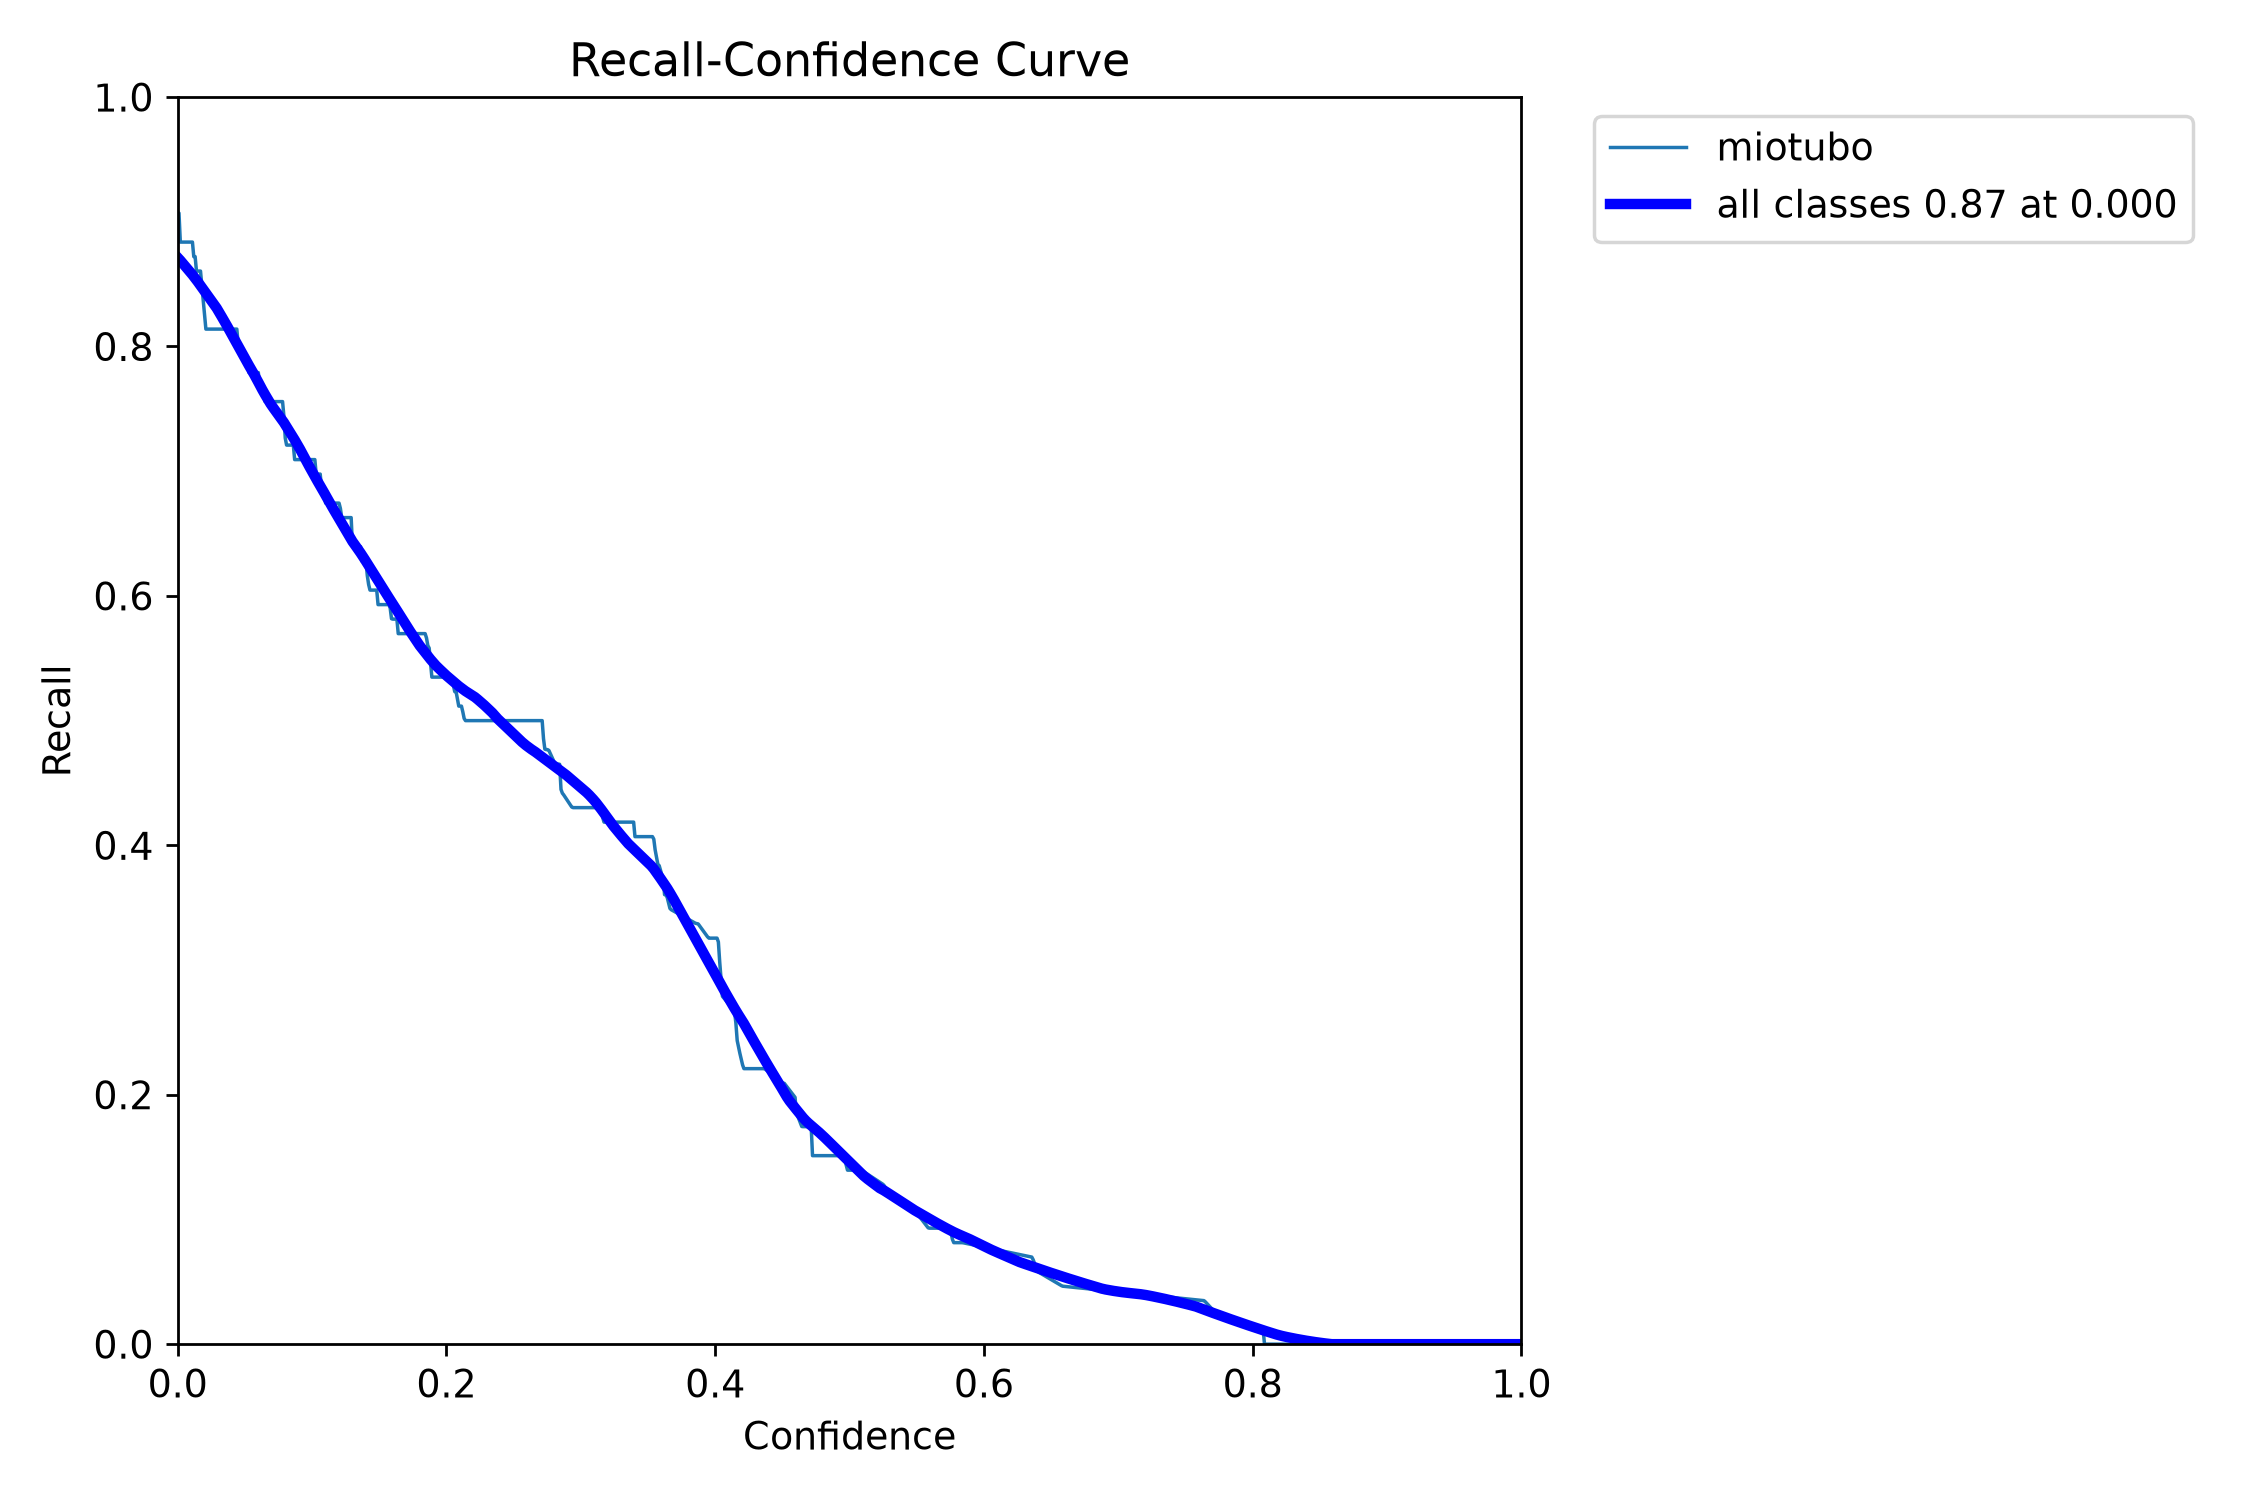 Recall-Confidence Curve
1.0
0.8
0.6
0.4
0.2
0.0
Recall
0.0 0.2 0.4 0.6 0.8 1.0
Confidence
miotubo
all classes 0.87 at 0.000